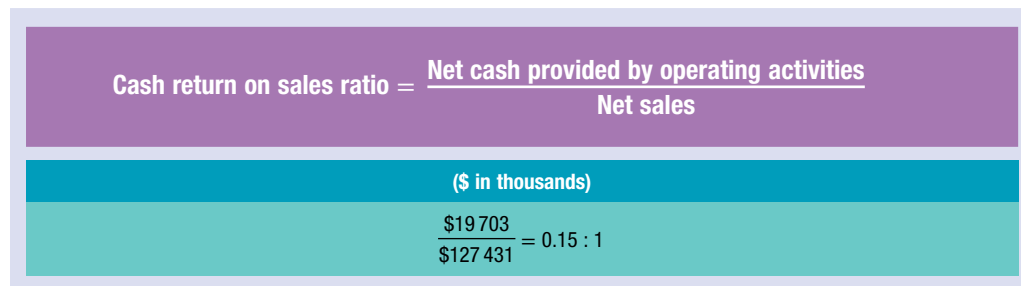 Cash return on sales ratio = Net cash provided by operating activities
Net sales
($ in thousands)
$19 703
$127 431 = 0.15 : 1